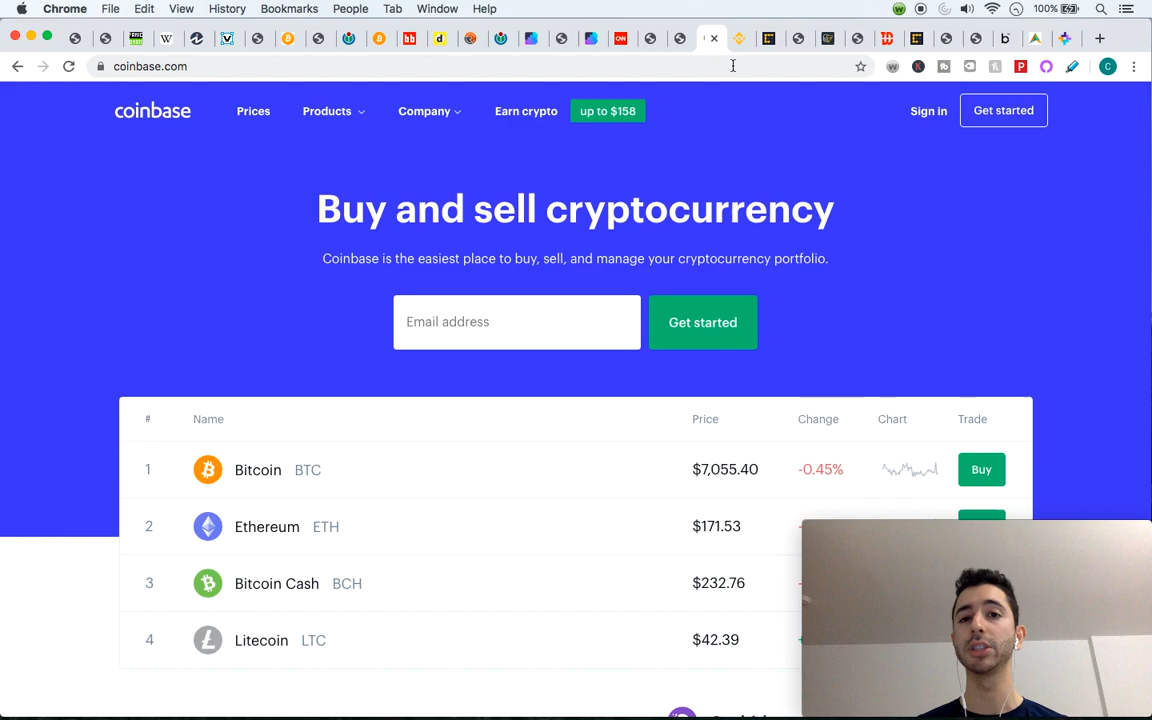 Chrome File Edit View History Bookmarks People Tab Window Help 100%
coinbase.com
coinbase Prices Products Company Earn crypto up to $158 Sign in Get started
Buy and sell cryptocurrency
Coinbase is the easiest place to buy, sell, and manage your cryptocurrency portfolio.
Email address Get started
# Name Price Change Chart Trade
1 Bitcoin BTC $7,055.40 -0.45% Buy
2 Ethereum ETH $171.53
3 Bitcoin Cash BCH $232.76
4 Litecoin LTC $42.39